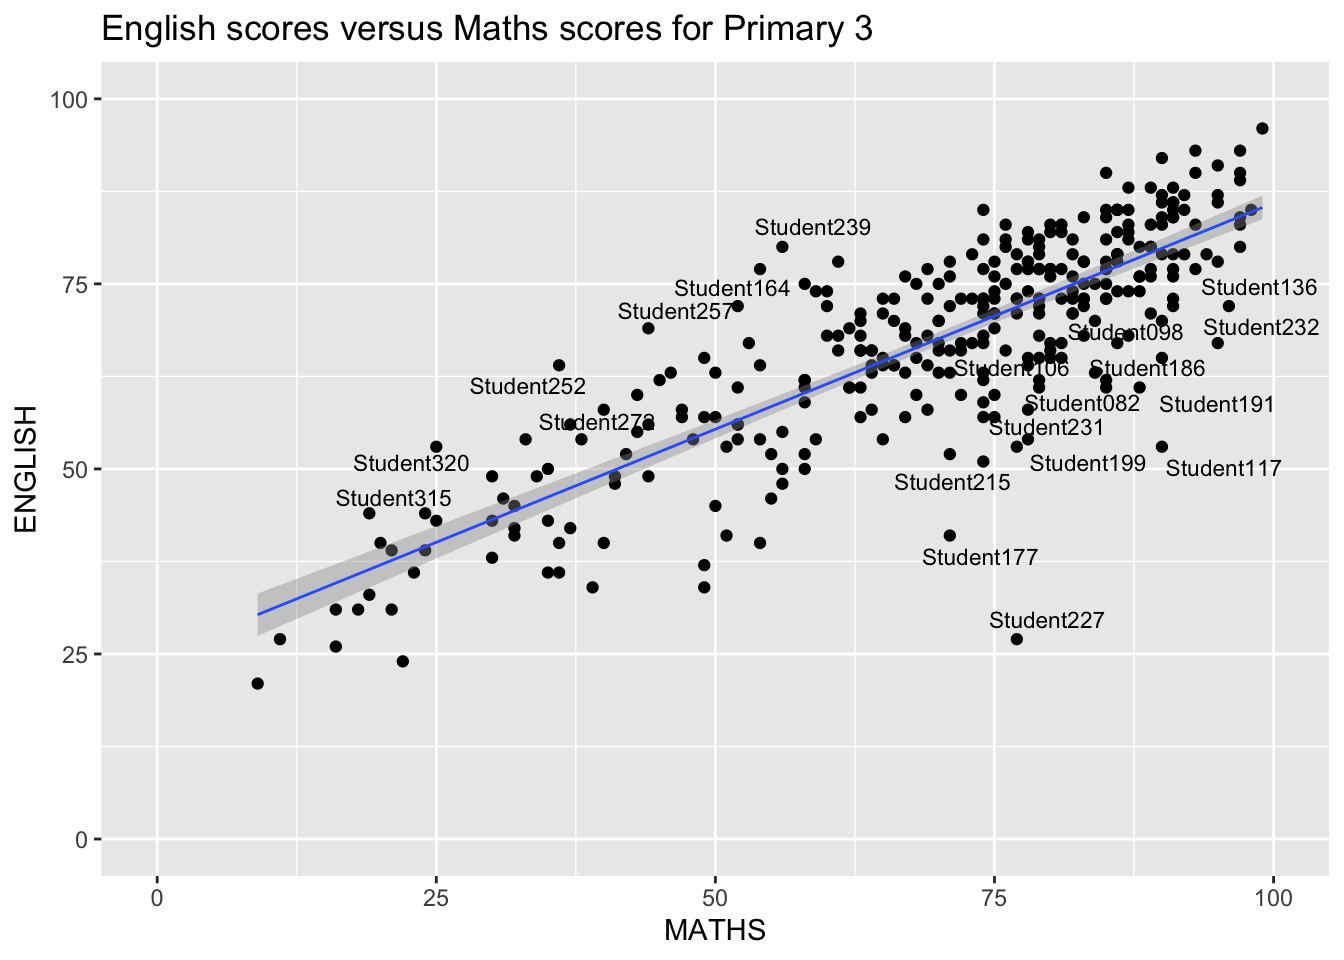 English scores versus Maths scores for Primary 3
ENGLISH
100
75
50
25
0
Student239
Student164
Student136
Student257
Student232
Student098
Student106
Student186
Student252
Student082
Student191
Student272
Student231
Student320
Student199
Student117
Student215
Student315
Student177
Student227
0
25
50
75
100
MATHS